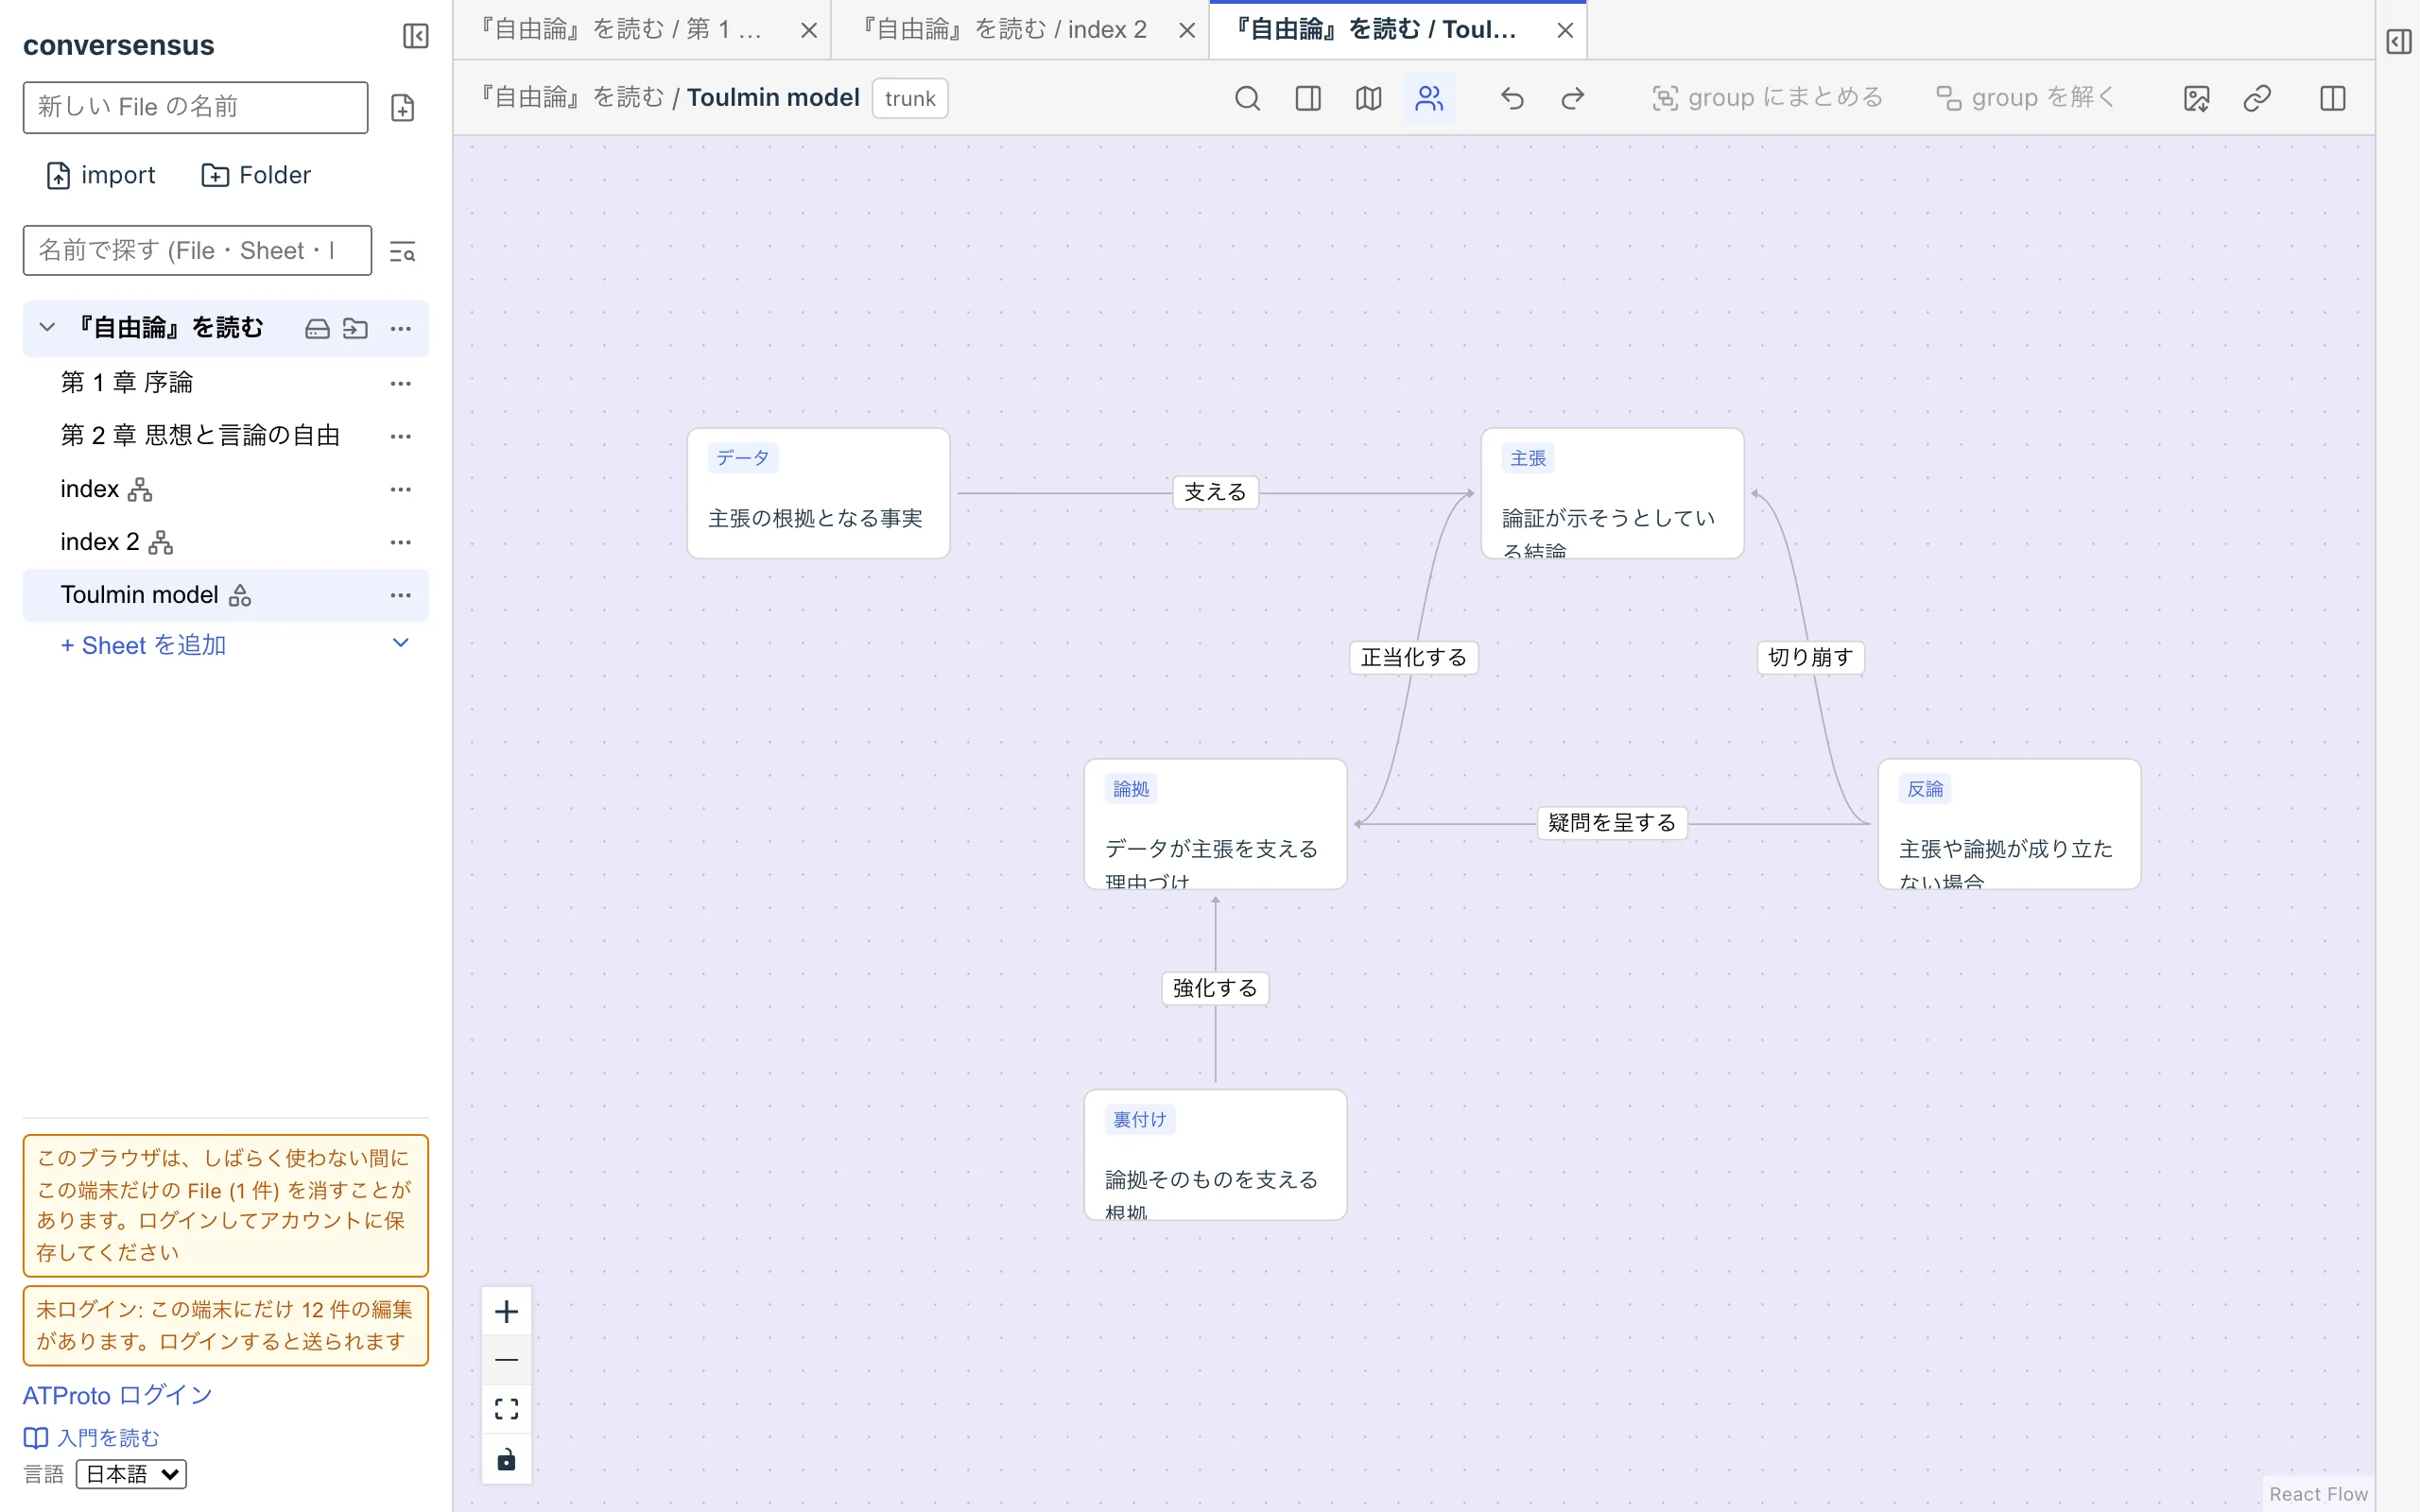 conversensus
新しい File の名前
import
Folder
名前で探す (File・Sheet・
『自由論』を読む
第 1 章 序論
第 2 章 思想と言論の自由
index
index 2
Toulmin model
+ Sheet を追加
このブラウザは、しばらく使わない間に
この端末だけの File (1 件) を消すことが
あります。ログインしてアカウントに保
存してください
未ログイン: この端末にだけ 12 件の編集
があります。ログインすると送られます
ATProto ログイン
入門を読む
言語 日本語
『自由論』を読む / 第 1 ...
『自由論』を読む / index 2
『自由論』を読む / Toul...
『自由論』を読む / Toulmin model trunk
group にまとめる
group を解く
データ
主張の根拠となる事実
支える
主張
論証が示そうとしてい
る結論
正当化する
切り崩す
論拠
データが主張を支える
理由づけ
疑問を呈する
反論
主張や論拠が成り立た
ない場合
強化する
裏付け
論拠そのものを支える
根拠
React Flow